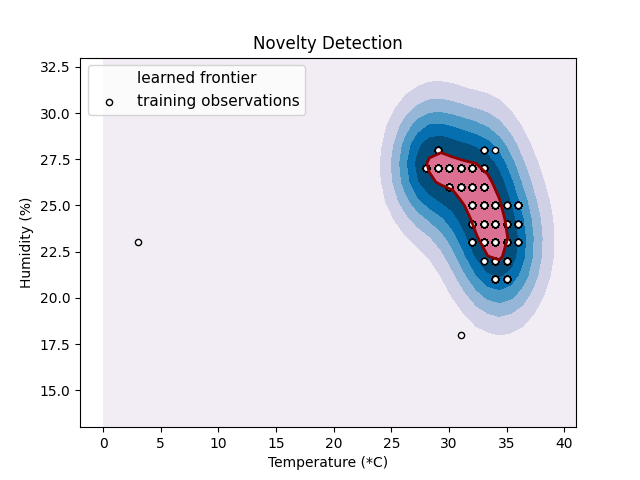 Novelty Detection
learned frontier
training observations
32.5
30.0
27.5
25.0
22.5
20.0
17.5
15.0
Humidity (%)
0 5 10 15 20 25 30 35 40
Temperature (*C)